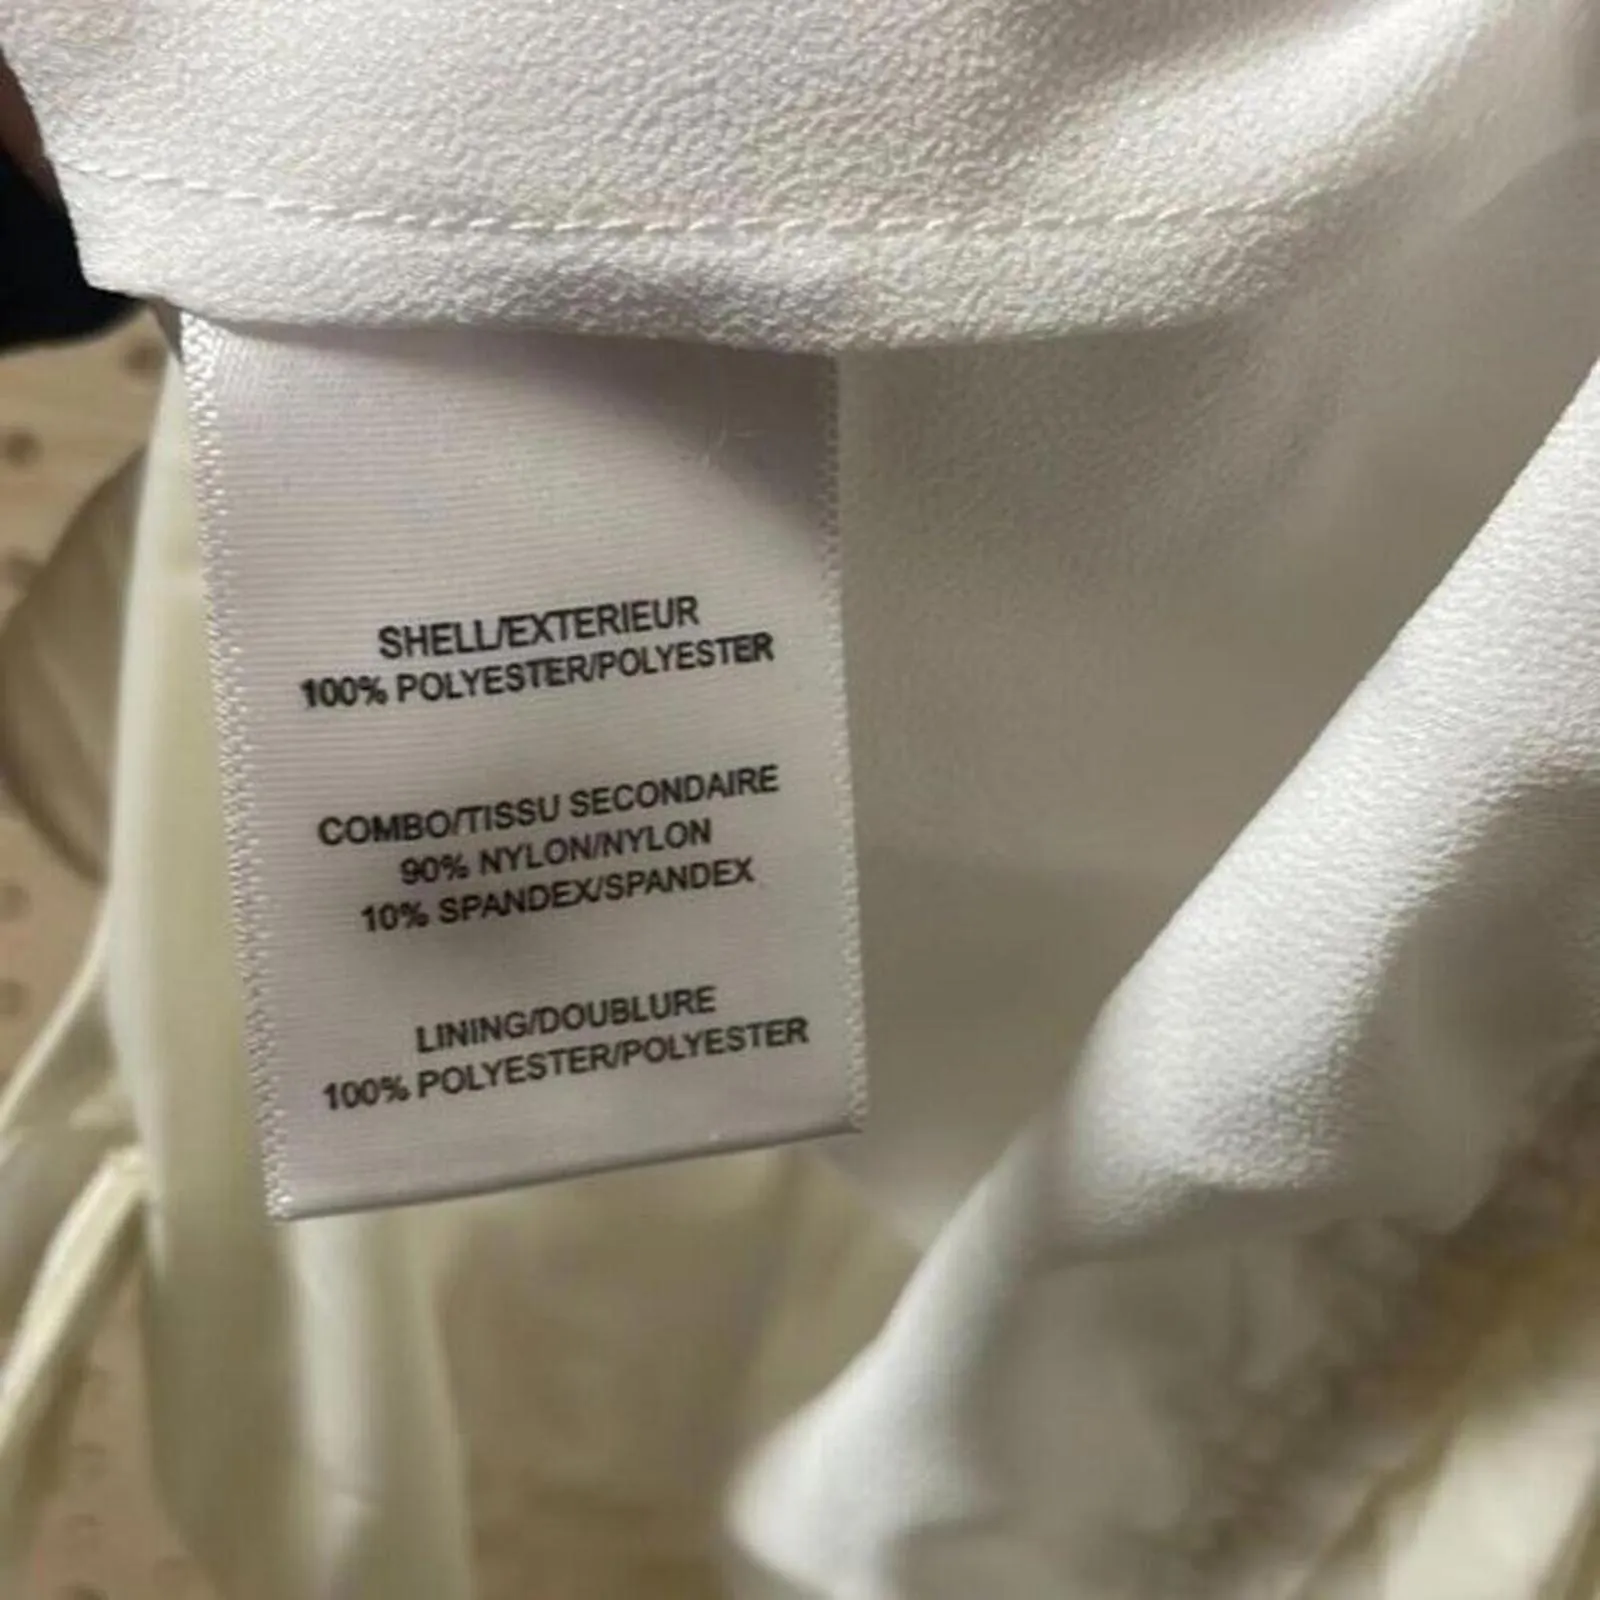 SHELL/EXTERIEUR
100% POLYESTER/POLYESTER
COMBO/TISSU SECONDAIRE
90% NYLON/NYLON
10% SPANDEX/SPANDEX
LINING/DOUBLURE
100% POLYESTER/POLYESTER